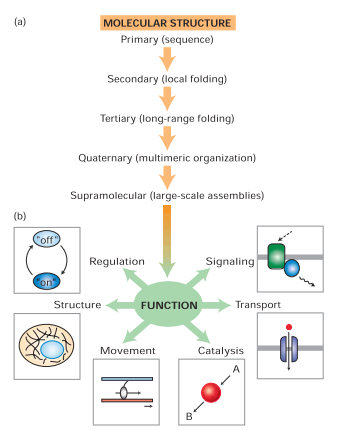 (a)
MOLECULAR STRUCTURE
Primary (sequence)
Secondary (local folding)
Tertiary (long-range folding)
Quaternary (multimeric organization)
Supramolecular (large-scale assemblies)
(b)
"off"
"on"
Regulation
Signaling
Structure
FUNCTION
Transport
Movement
Catalysis
A
B